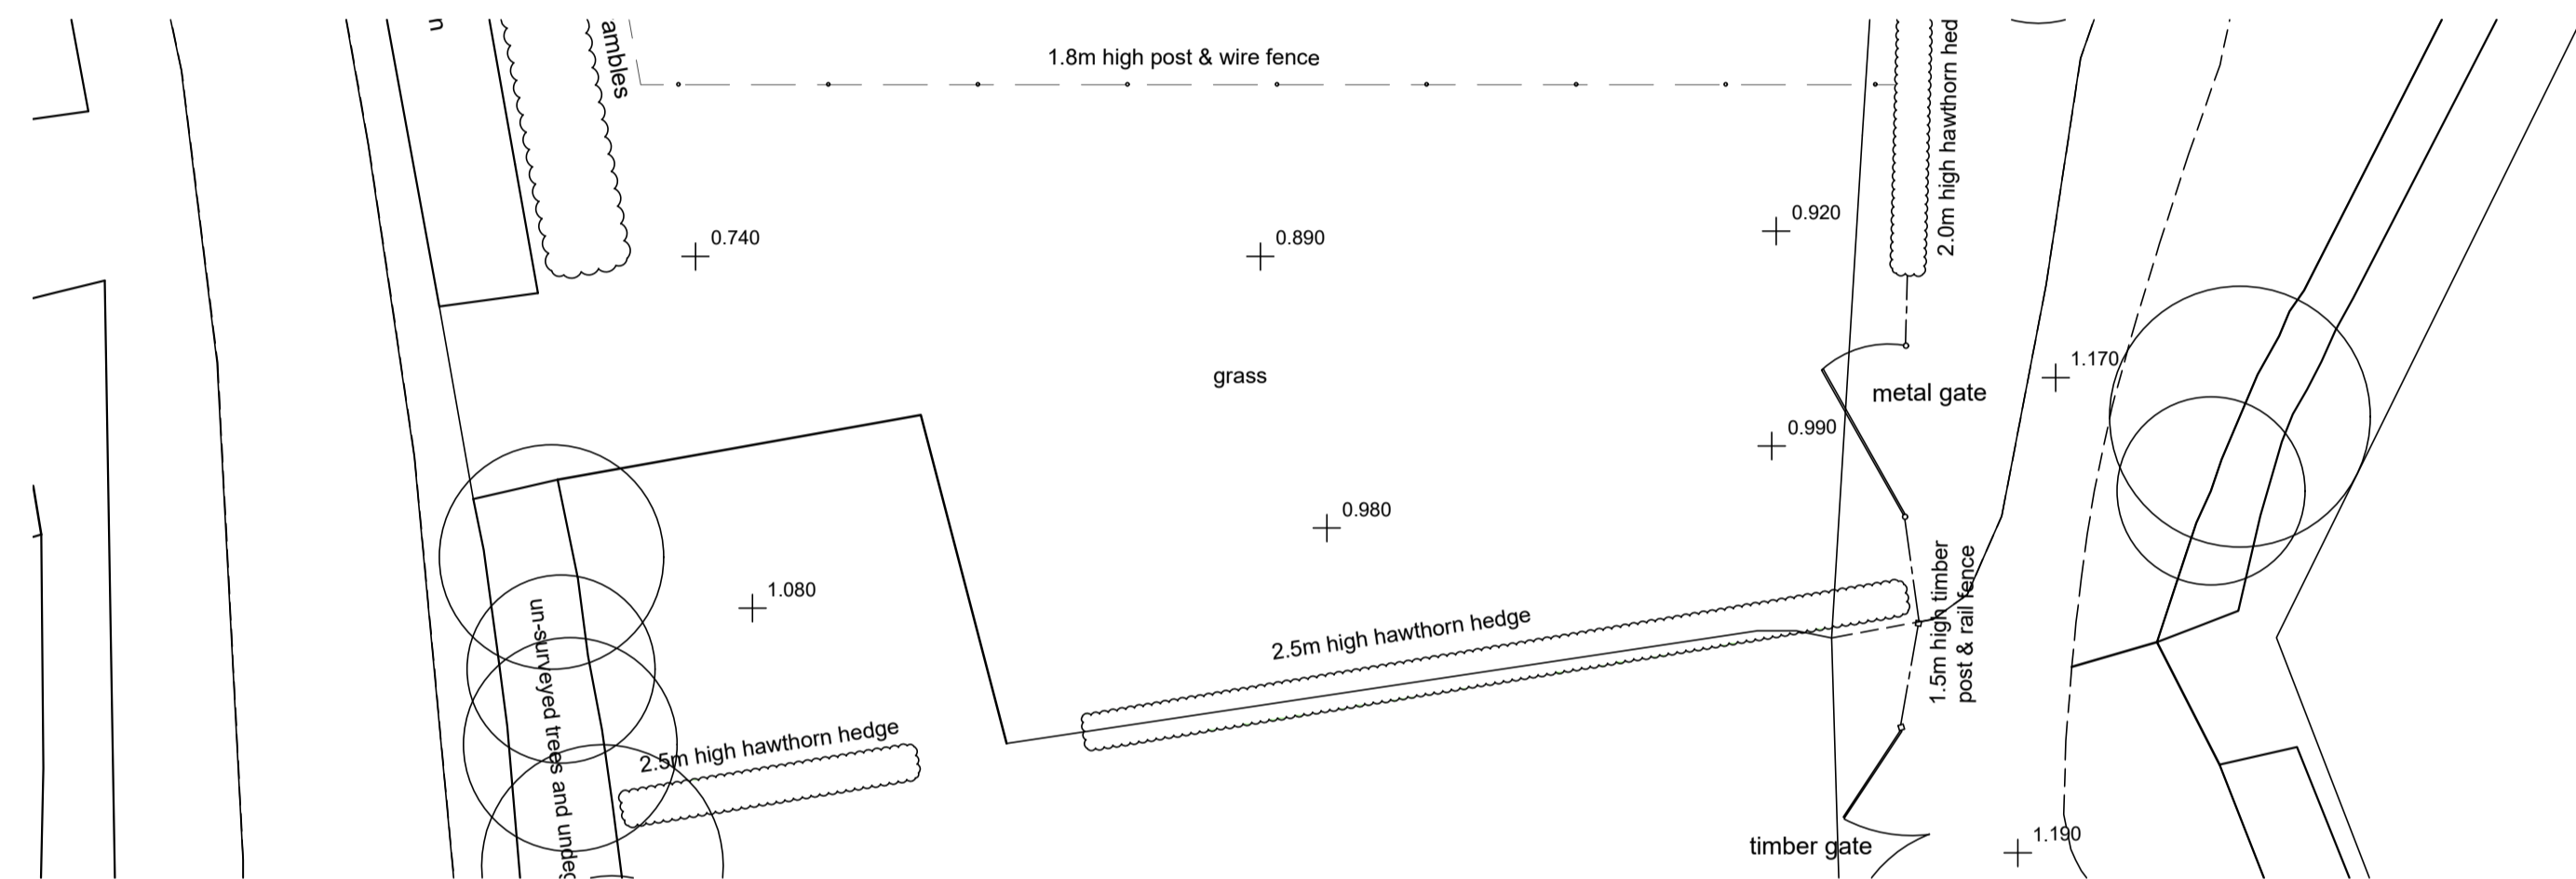 n
ambles
1.8m high post & wire fence
2.0m high hawthorn hed
0.740
0.890
0.920
grass
1.170
metal gate
0.990
0.980
1.080
un-surveyed trees and undeg
2.5m high hawthorn hedge
2.5m high hawthorn hedge
1.5m high timber
post & rail fence
timber gate
1.190